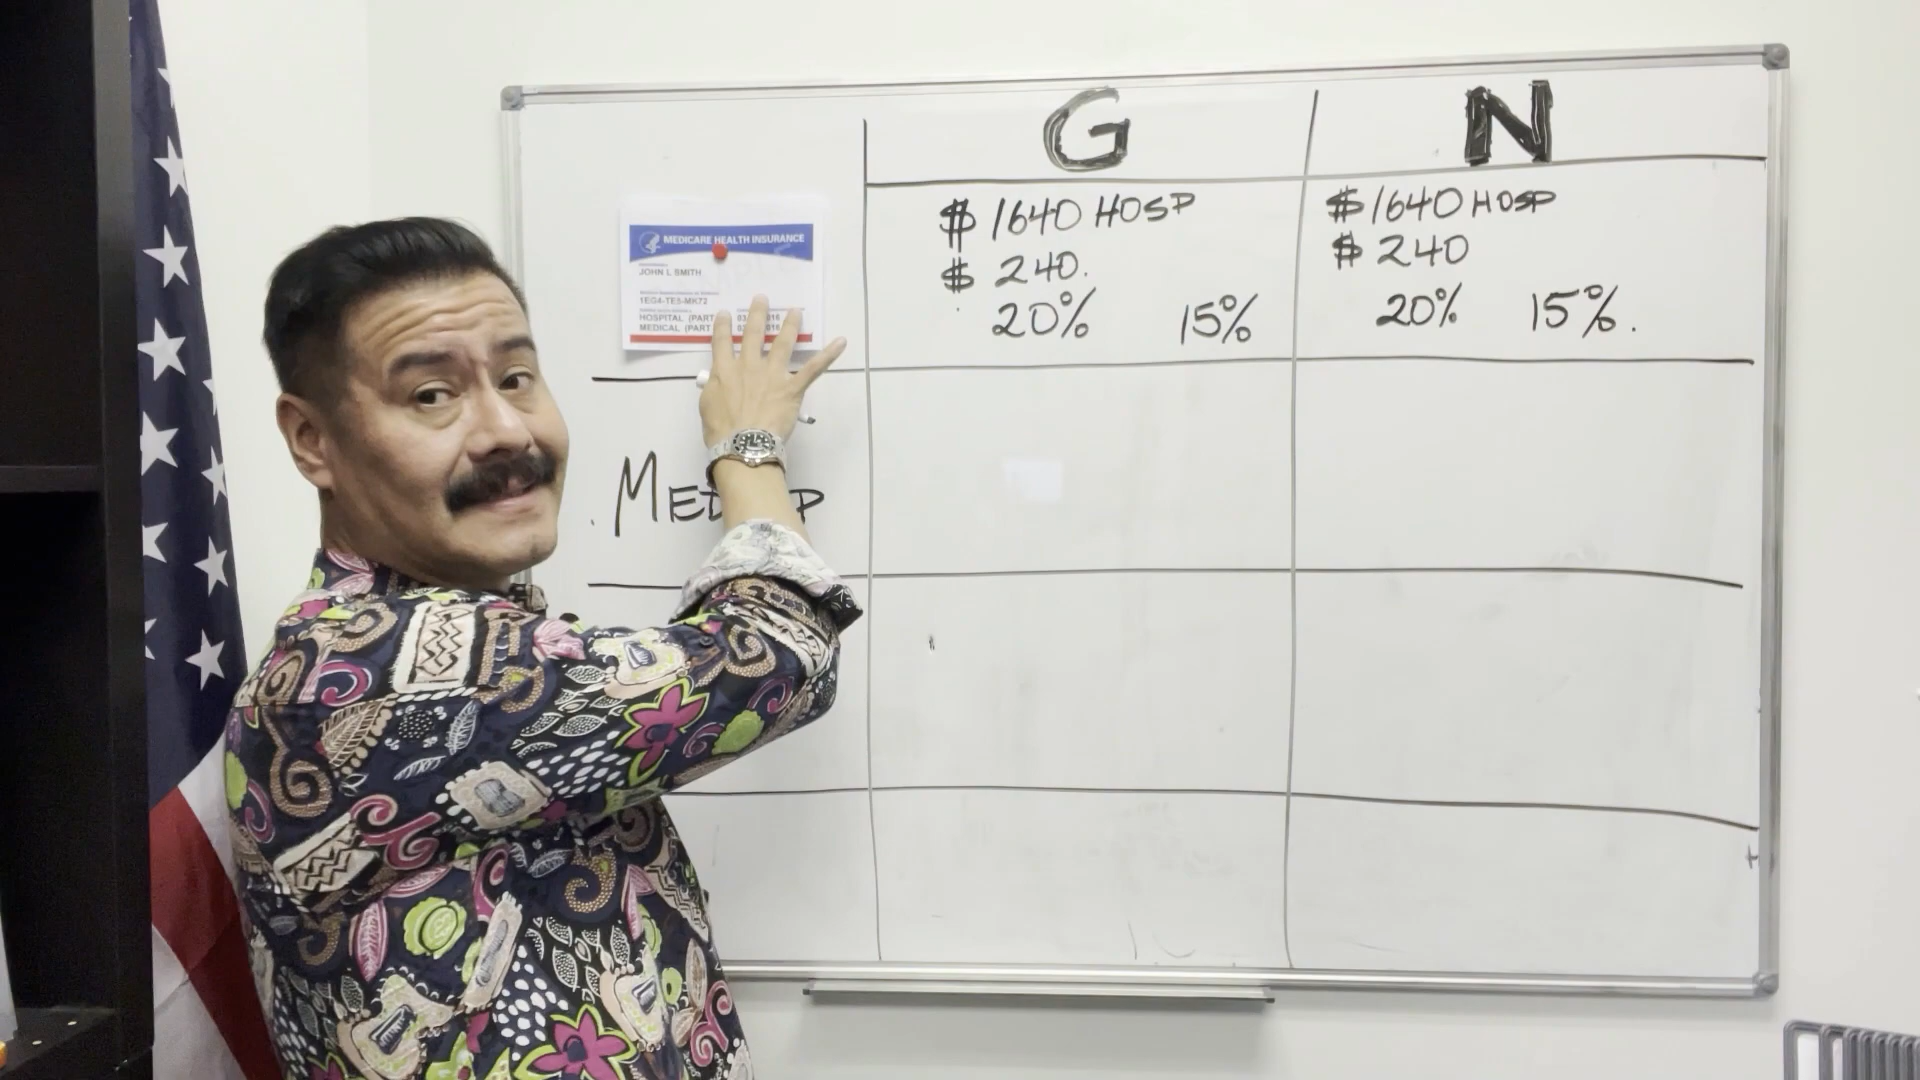 G
N
MEDICARE HEALTH INSURANCE
JOHN L SMITH
1EG4-TE5-MK72
HOSPITAL (PART
MEDICAL (PART
$ 1640 HOSP
$ 240.
20% 15%
$ 1640 HOSP
$ 240
20% 15%.